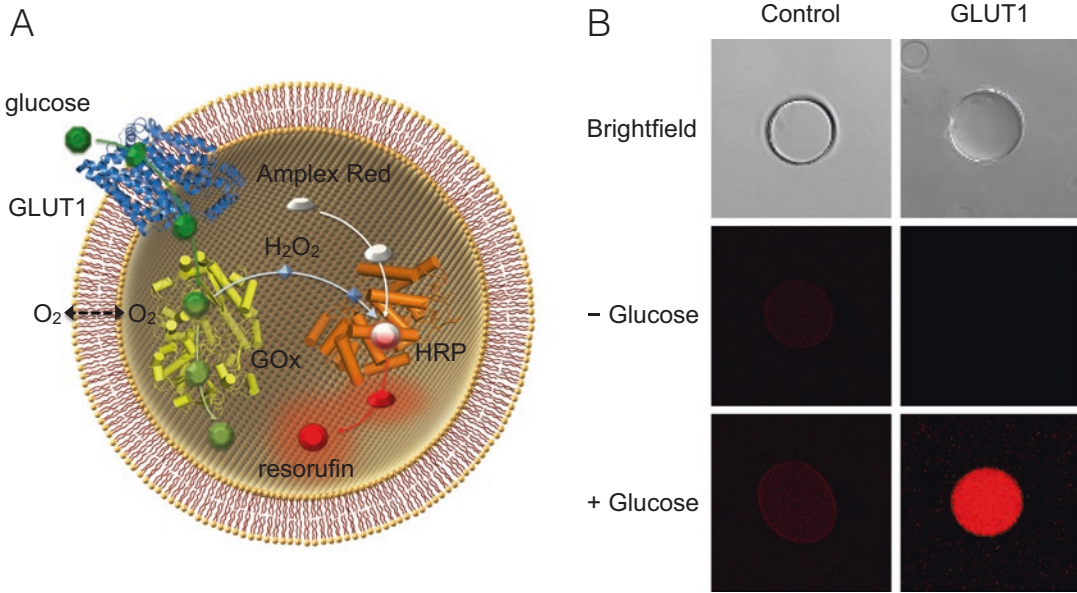 A
glucose
GLUT1
Amplex Red
H₂O₂
O₂
O₂
GOx
HRP
resorufin
B
Control
GLUT1
Brightfield
– Glucose
+ Glucose